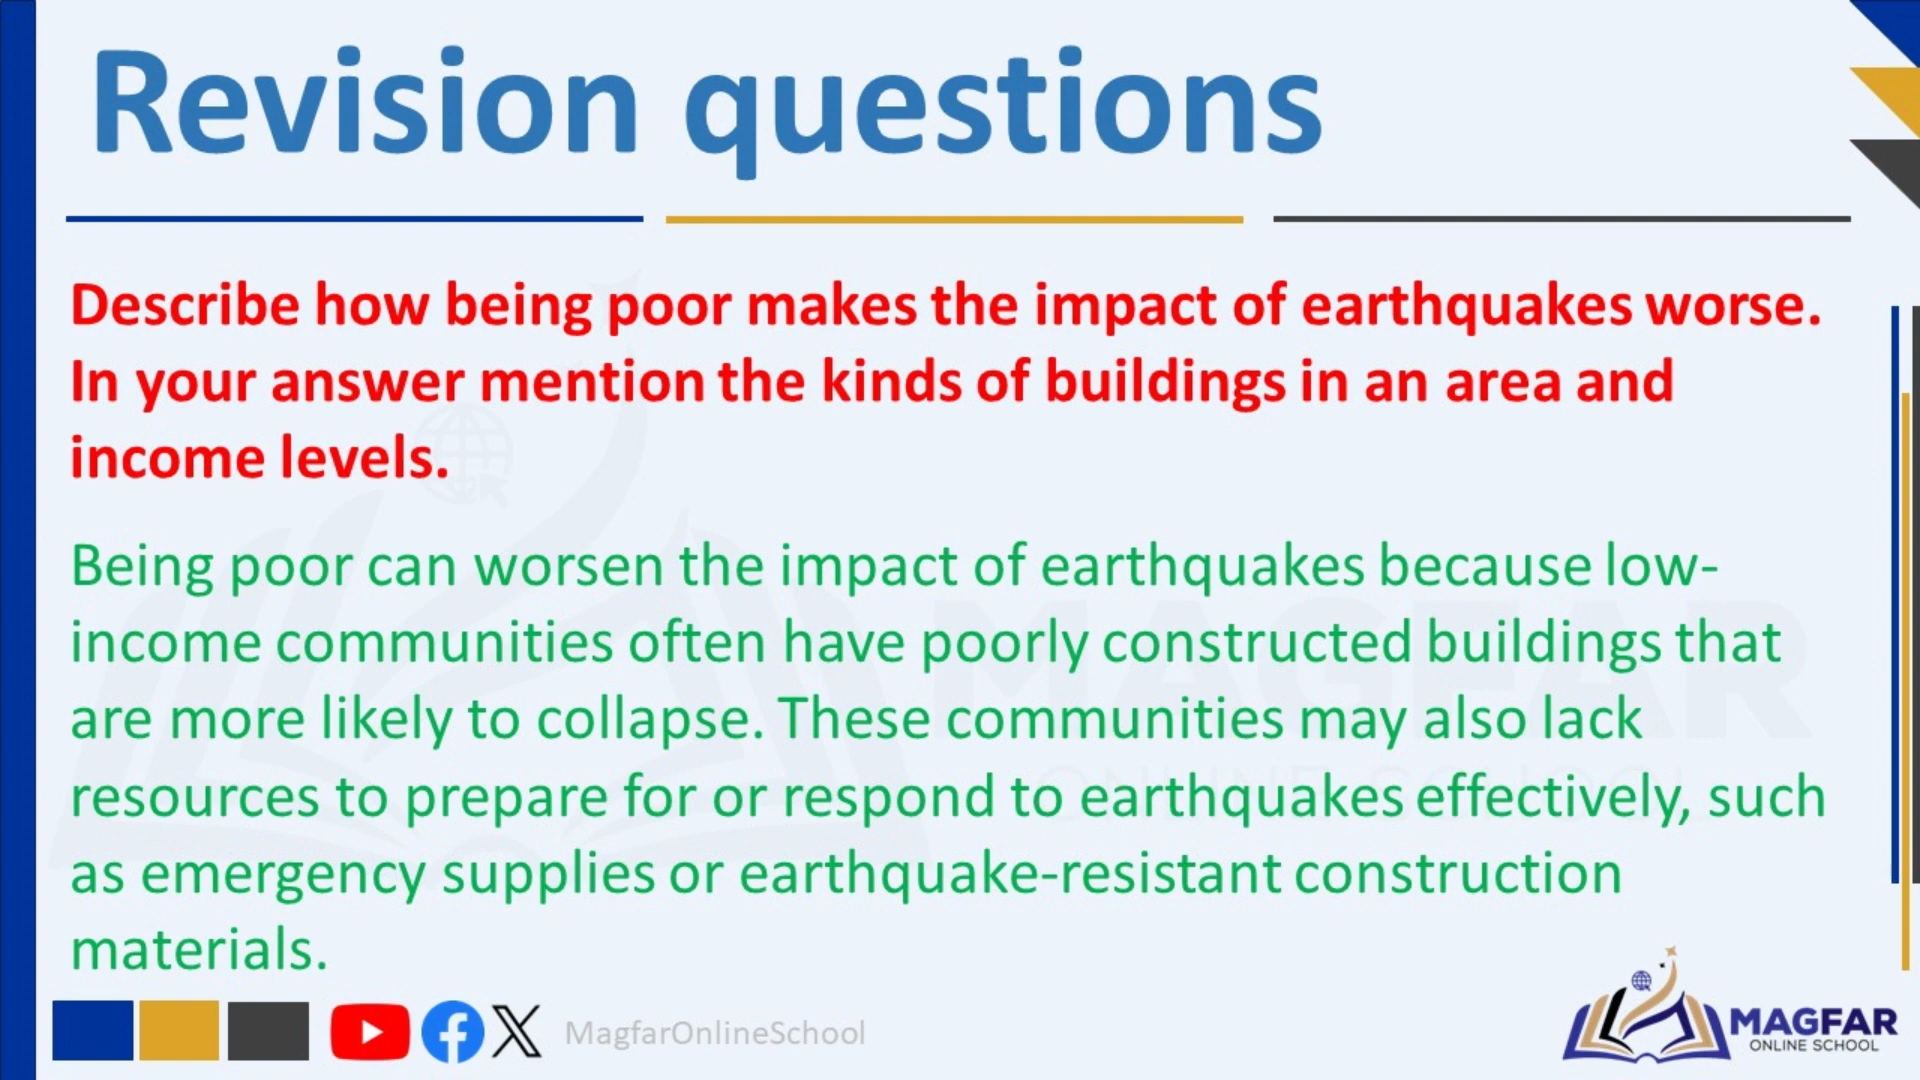 Revision questions
Describe how being poor makes the impact of earthquakes worse.
In your answer mention the kinds of buildings in an area and
income levels.
Being poor can worsen the impact of earthquakes because low-
income communities often have poorly constructed buildings that
are more likely to collapse. These communities may also lack
resources to prepare for or respond to earthquakes effectively, such
as emergency supplies or earthquake-resistant construction
materials.
MagfarOnlineSchool
MAGFAR
ONLINE SCHOOL